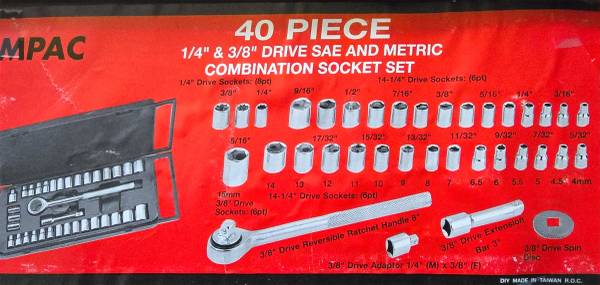 40 PIECE
MPAC
1/4" & 3/8" DRIVE SAE AND METRIC
COMBINATION SOCKET SET
1/4" Drive Sockets: (6pt)
14-1/4" Drive Sockets: (6pt)
3/8" 5/16" 1/4"
9/16" 17/32" 1/2" 15/32" 7/16" 13/32" 3/8" 11/32" 5/16" 9/32" 1/4" 7/32" 3/16" 5/32"
15mm
3/8" Drive
Sockets: (6pt)
14 13 12 11 10 9 8 7 6.5 6 5.5 5 4.5 4mm
14-1/4" Drive Sockets: (6pt)
3/8" Drive Reversible Ratchet Handle 8"
3/8" Drive Adaptor 1/4" (M) x 3/8" (F)
3/8" Drive Extension
Bar 3"
3/8" Drive Spin
Disc
DIY MADE IN TAIWAN R.O.C.